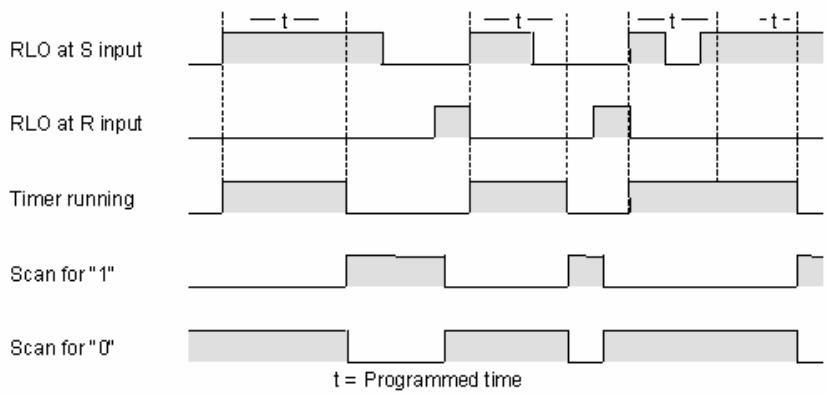 t t t t
RLO at S input
RLO at R input
Timer running
Scan for "1"
Scan for "0"
t = Programmed time